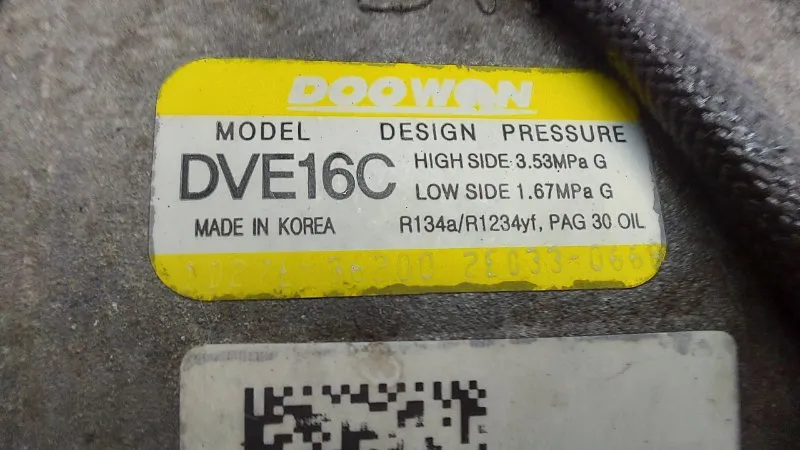 DOOWON
MODEL DESIGN PRESSURE
DVE16C HIGH SIDE 3.53MPa G
LOW SIDE 1.67MPa G
MADE IN KOREA R134a/R1234yf, PAG 30 OIL